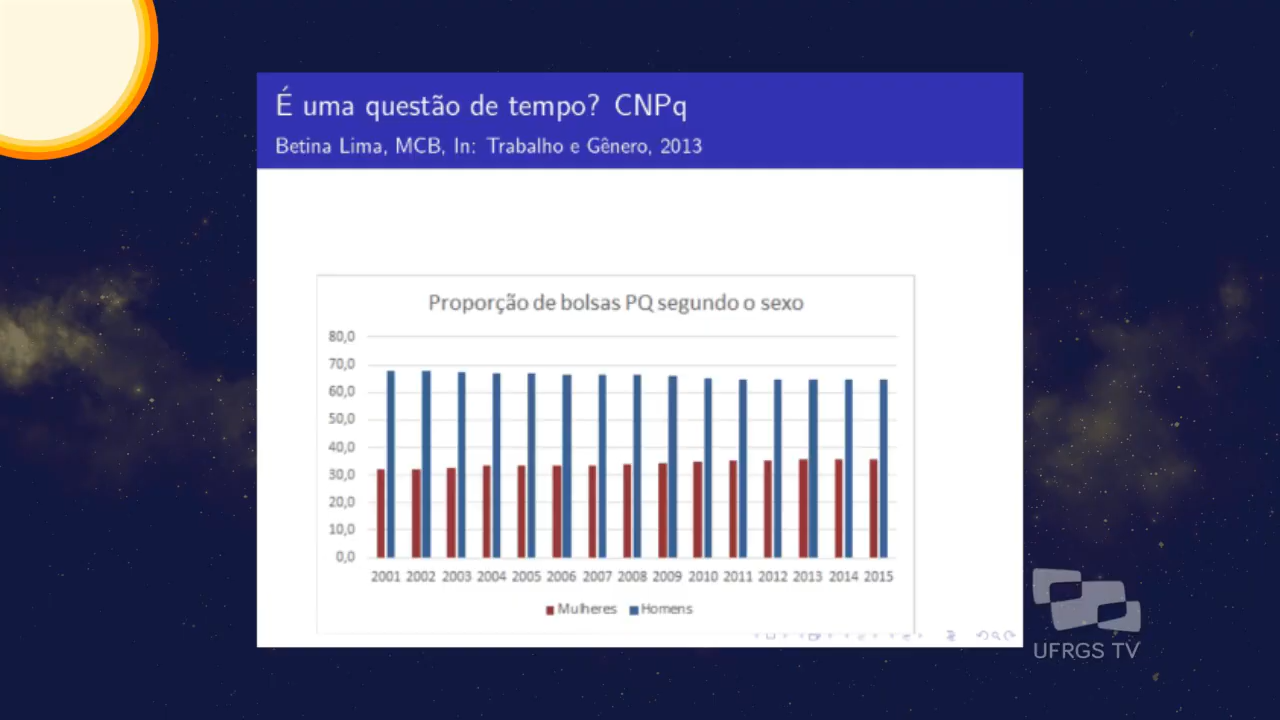 É uma questão de tempo? CNPq
Betina Lima, MCB, In: Trabalho e Gênero, 2013
Proporção de bolsas PQ segundo o sexo
80,0
70,0
60,0
50,0
40,0
30,0
20,0
10,0
0,0
2001 2002 2003 2004 2005 2006 2007 2008 2009 2010 2011 2012 2013 2014 2015
Mulheres Homens
UFRGS TV